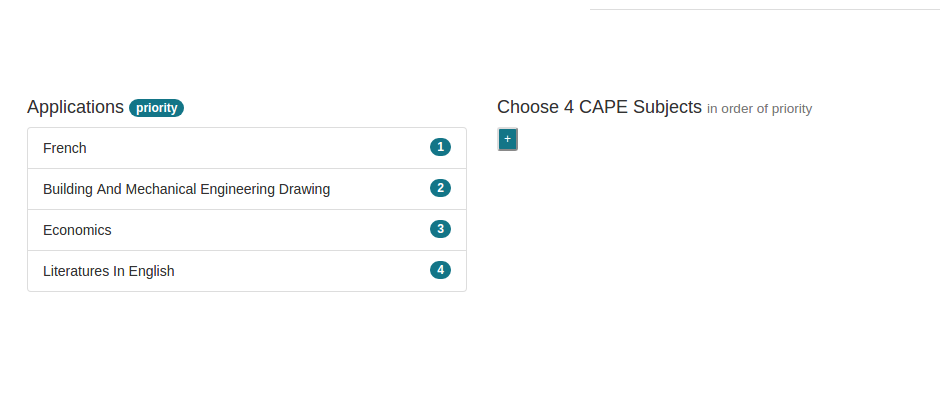 Applications priority
French 1
Building And Mechanical Engineering Drawing 2
Economics 3
Literatures In English 4
Choose 4 CAPE Subjects in order of priority
+